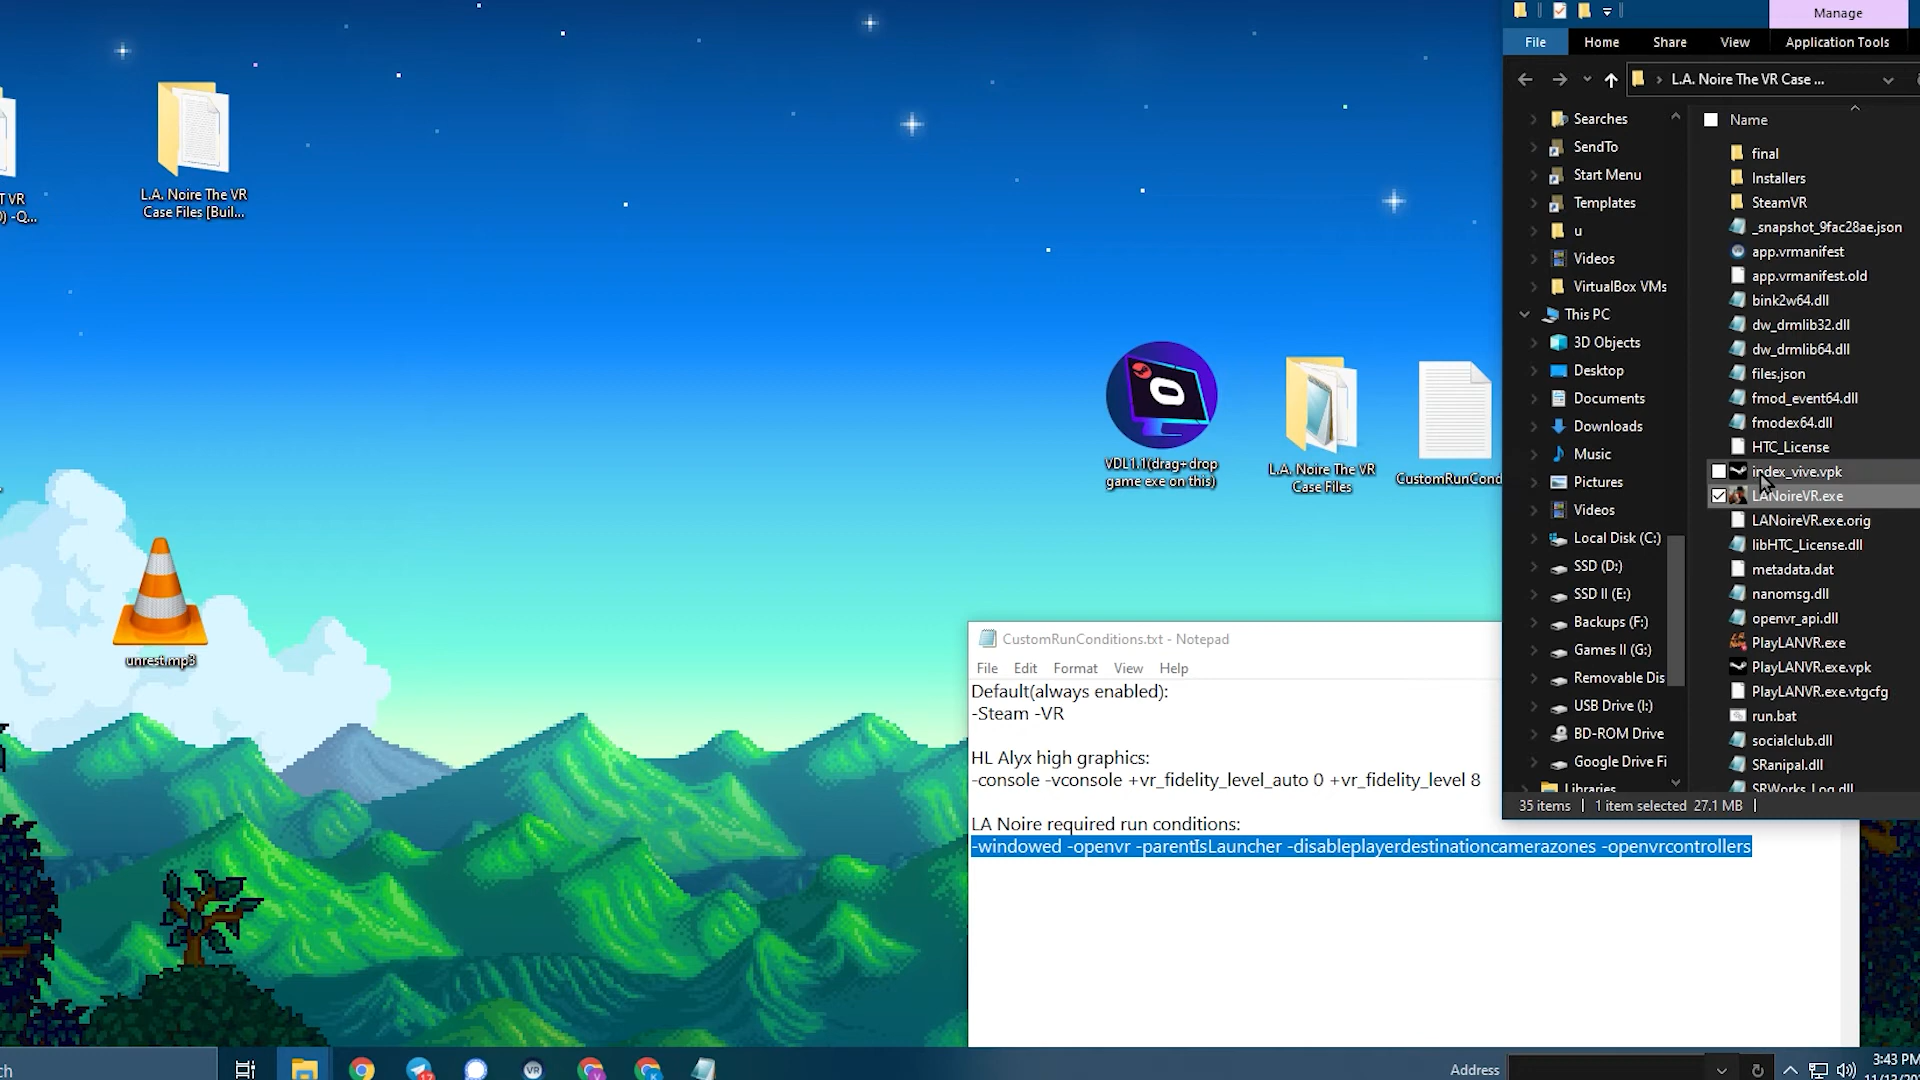 Manage
File Home Share View Application Tools
L.A. Noire The VR Case ...
Searches
SendTo
Start Menu
Templates
u
Videos
VirtualBox VMs
This PC
3D Objects
Desktop
Documents
Downloads
Music
Pictures
Videos
Local Disk (C:)
SSD (D:)
SSD II (E:)
Backups (F:)
Games II (G:)
Removable Dis
USB Drive (I:)
BD-ROM Drive
Google Drive Fi
Libraries
Name
final
Installers
SteamVR
_snapshot_9fac28ae.json
app.vrmanifest
app.vrmanifest.old
bink2w64.dll
dw_drmlib32.dll
dw_drmlib64.dll
files.json
fmod_event64.dll
fmodex64.dll
HTC_License
index_vive.vpk
LANoireVR.exe
LANoireVR.exe.orig
libHTC_License.dll
metadata.dat
nanomsg.dll
openvr_api.dll
PlayLANVR.exe
PlayLANVR.exe.vpk
PlayLANVR.exe.vtgcfg
run.bat
socialclub.dll
SRanipal.dll
SRWorks_Log.dll
35 items 1 item selected 27.1 MB
VR
) -Q...
L.A. Noire The VR
Case Files [Buil...
VDL1.1(drag+drop
game exe on this)
L.A. Noire The VR
Case Files
CustomRunCond
unrest.mp3
CustomRunConditions.txt - Notepad
File Edit Format View Help
Default(always enabled):
-Steam -VR
HL Alyx high graphics:
-console -vconsole +vr_fidelity_level_auto 0 +vr_fidelity_level 8
LA Noire required run conditions:
-windowed -openvr -parentIsLauncher -disableplayerdestinationcamerazones -openvrcontrollers
ch
17
VR
V
K
Address
3:43 PM